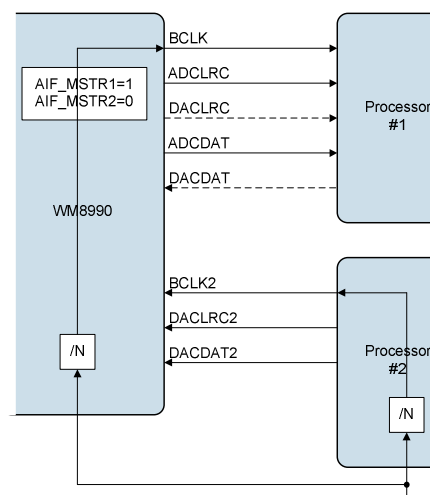 BCLK
AIF_MSTR1=1
AIF_MSTR2=0
ADCLRC
DACLRC
ADCDAT
DACDAT
Processor
#1
WM8990
BCLK2
DACLRC2
DACDAT2
/N
Processor
#2
/N